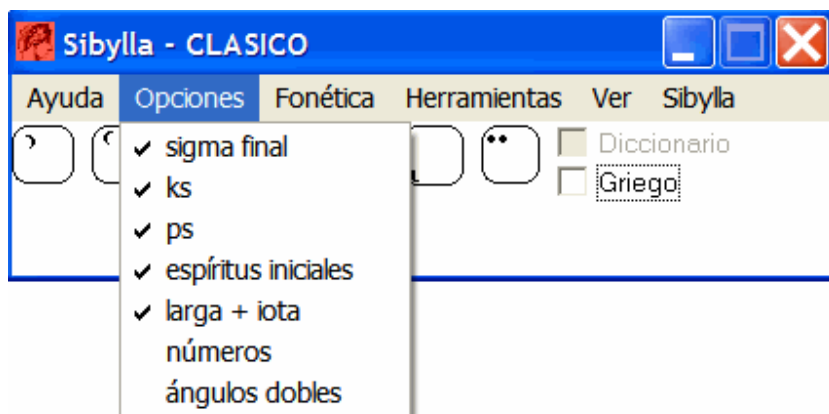 Sibylla - CLASICO
Ayuda Opciones Fonética Herramientas Ver Sibylla
Diccionario
Griego
sigma final
ks
ps
espíritus iniciales
larga + iota
números
ángulos dobles